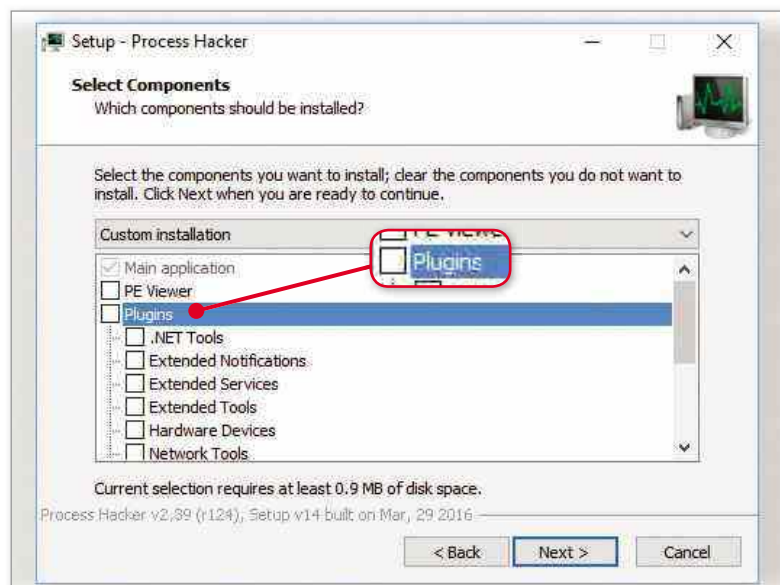 Setup - Process Hacker
Select Components
Which components should be installed?
Select the components you want to install; clear the components you do not want to
install. Click Next when you are ready to continue.
Custom installation
PE Viewer
Plugins
Main application
PE Viewer
Plugins
.NET Tools
Extended Notifications
Extended Services
Extended Tools
Hardware Devices
Network Tools
Current selection requires at least 0.9 MB of disk space.
Process Hacker v2.39 (r124), Setup v14 built on Mar, 29 2016
< Back
Next >
Cancel